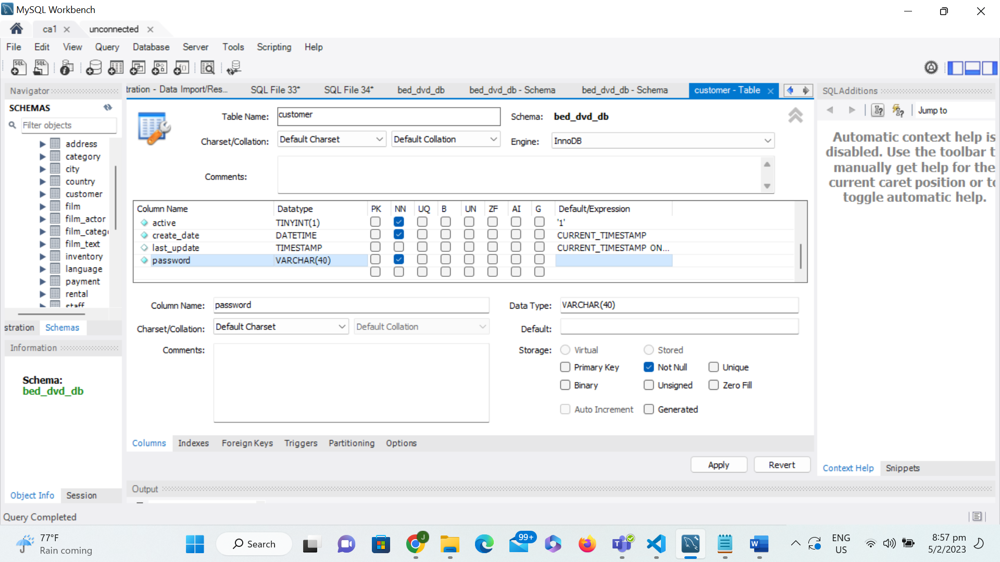 MySQL Workbench
ca1
unconnected
File Edit View Query Database Server Tools Scripting Help
SQL SQL
Navigator
tration - Data Import/Res... SQL File 33* SQL File 34* bed_dvd_db bed_dvd_db - Schema bed_dvd_db - Schema customer - Table
SQLAdditions
SCHEMAS
Filter objects
address
category
city
country
customer
film
film_actor
film_categ
film_text
inventory
language
payment
rental
staff
stration Schemas
Information
Schema:
bed_dvd_db
Object Info Session
Table Name: customer Schema: bed_dvd_db
Charset/Collation: Default Charset Default Collation Engine: InnoDB
Comments:
Column Name Datatype PK NN UQ B UN ZF AI G Default/Expression
active TINYINT(1) '1'
create_date DATETIME CURRENT_TIMESTAMP
last_update TIMESTAMP CURRENT_TIMESTAMP ON...
password VARCHAR(40)
Column Name: password Data Type: VARCHAR(40)
Charset/Collation: Default Charset Default Collation Default:
Comments: Storage: Virtual Stored
Primary Key Not Null Unique
Binary Unsigned Zero Fill
Auto Increment Generated
Columns Indexes Foreign Keys Triggers Partitioning Options
Apply Revert
Jump to
Automatic context help is
disabled. Use the toolbar t
manually get help for the
current caret position or to
toggle automatic help.
Context Help Snippets
Output
Query Completed
77°F
Rain coming
Search
99+
J
ENG
US
8:57 pm
5/2/2023